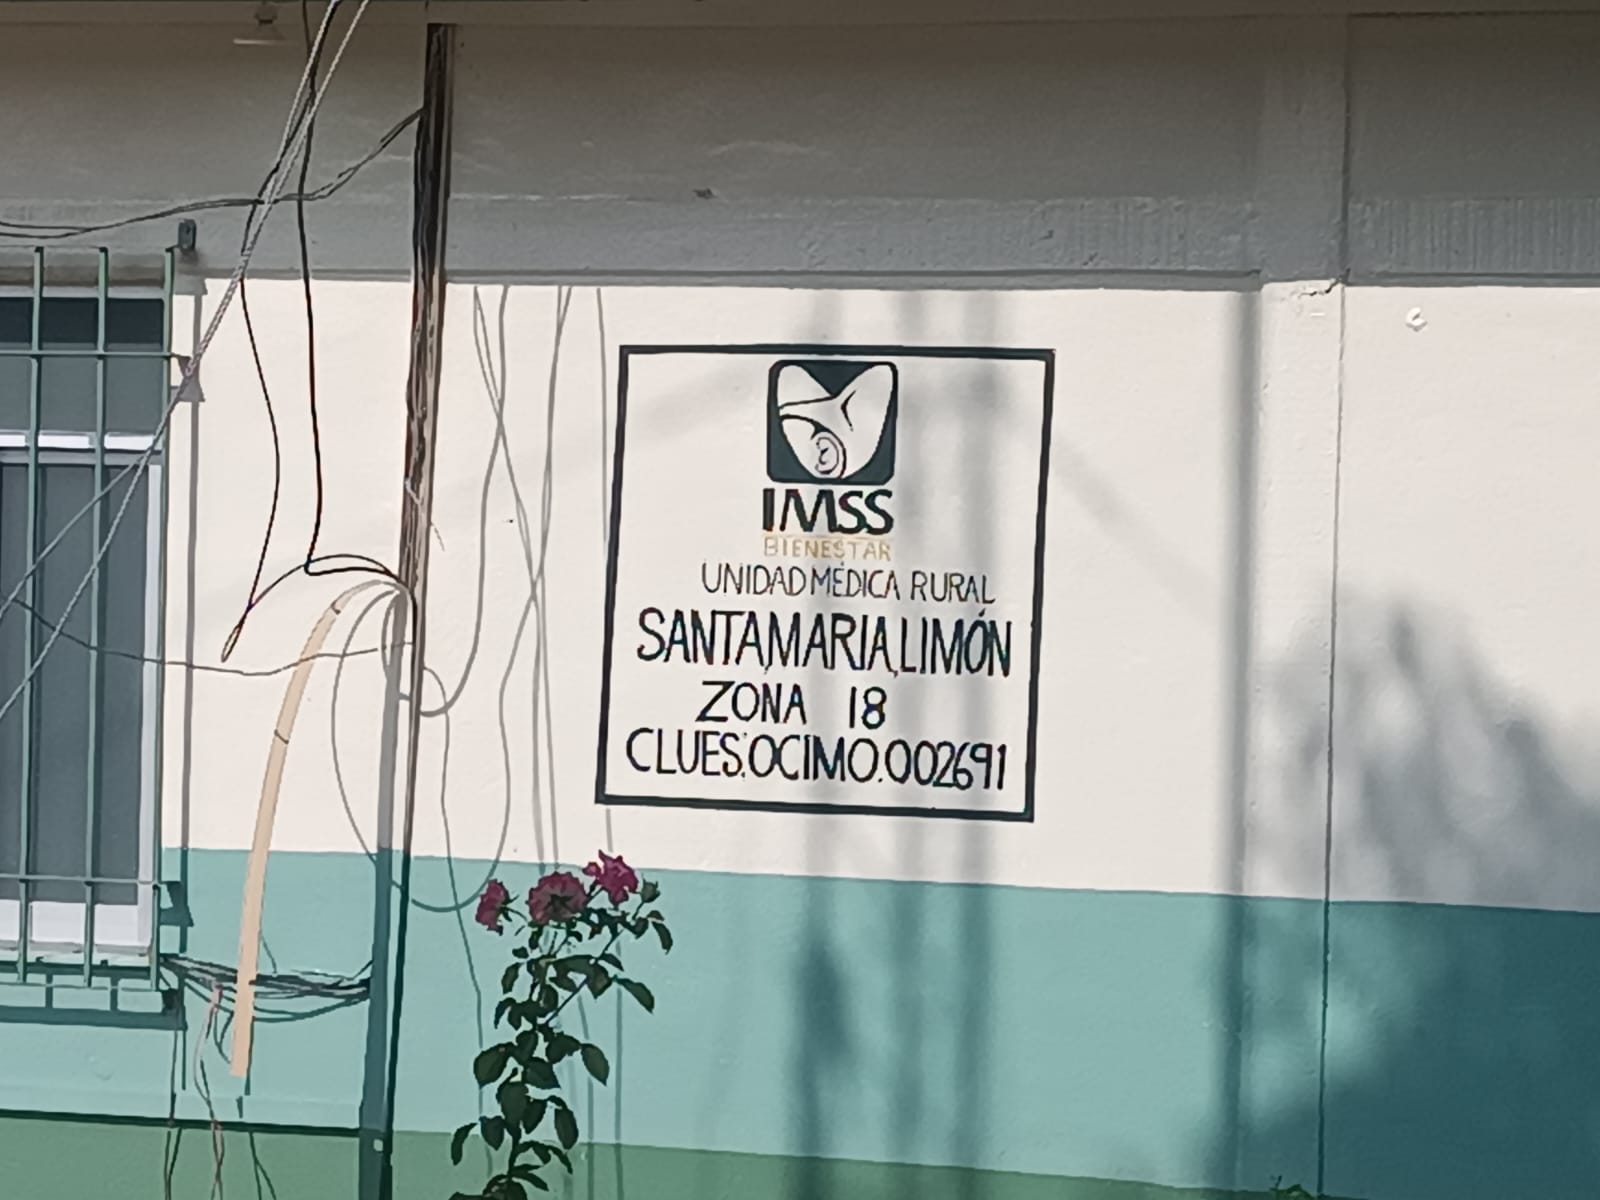 IMSS
BIENESTAR
UNIDAD MÉDICA RURAL
SANTA,MARIA,LIMÓN
ZONA 18
CLUES.OCIMO.002691